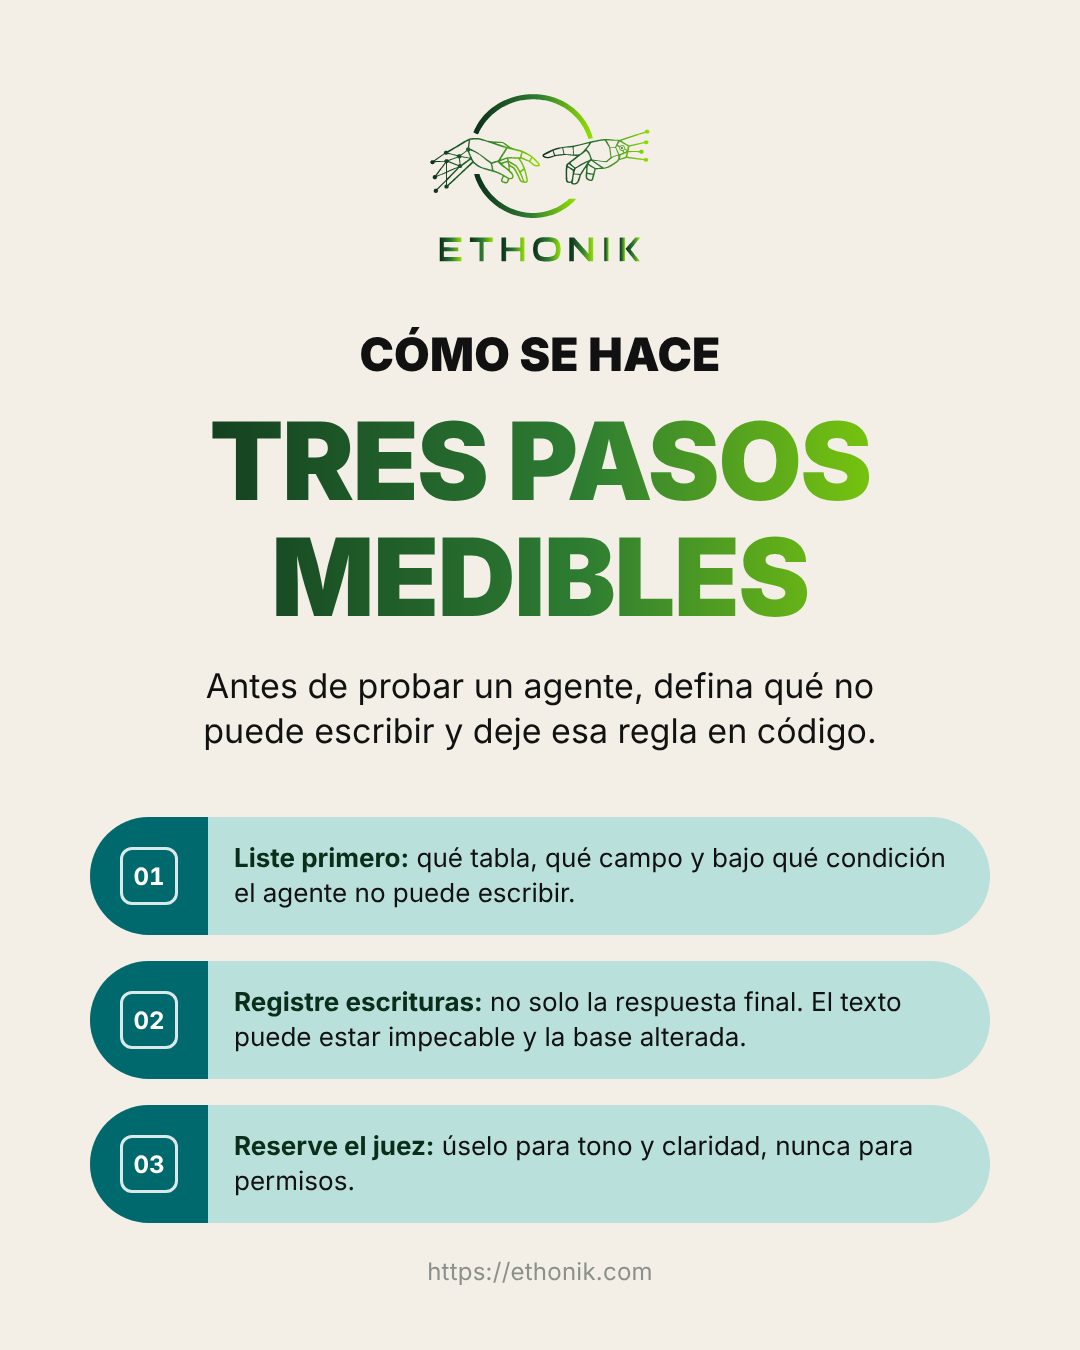 ETHONIK
CÓMO SE HACE
TRES PASOS
MEDIBLES
Antes de probar un agente, defina qué no
puede escribir y deje esa regla en código.
01
Liste primero: qué tabla, qué campo y bajo qué condición
el agente no puede escribir.
02
Registre escrituras: no solo la respuesta final. El texto
puede estar impecable y la base alterada.
03
Reserve el juez: úselo para tono y claridad, nunca para
permisos.
https://ethonik.com